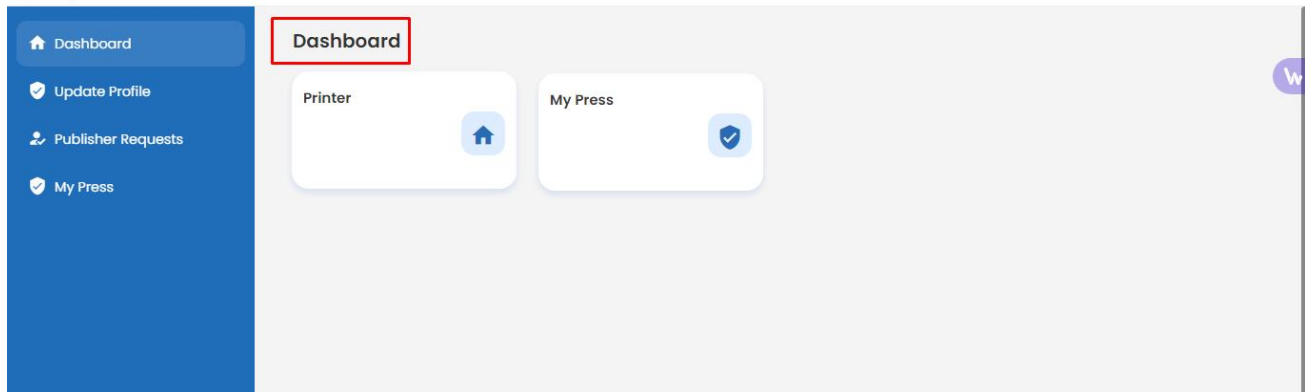 Dashboard
Update Profile
Publisher Requests
My Press
Dashboard
Printer
My Press
W